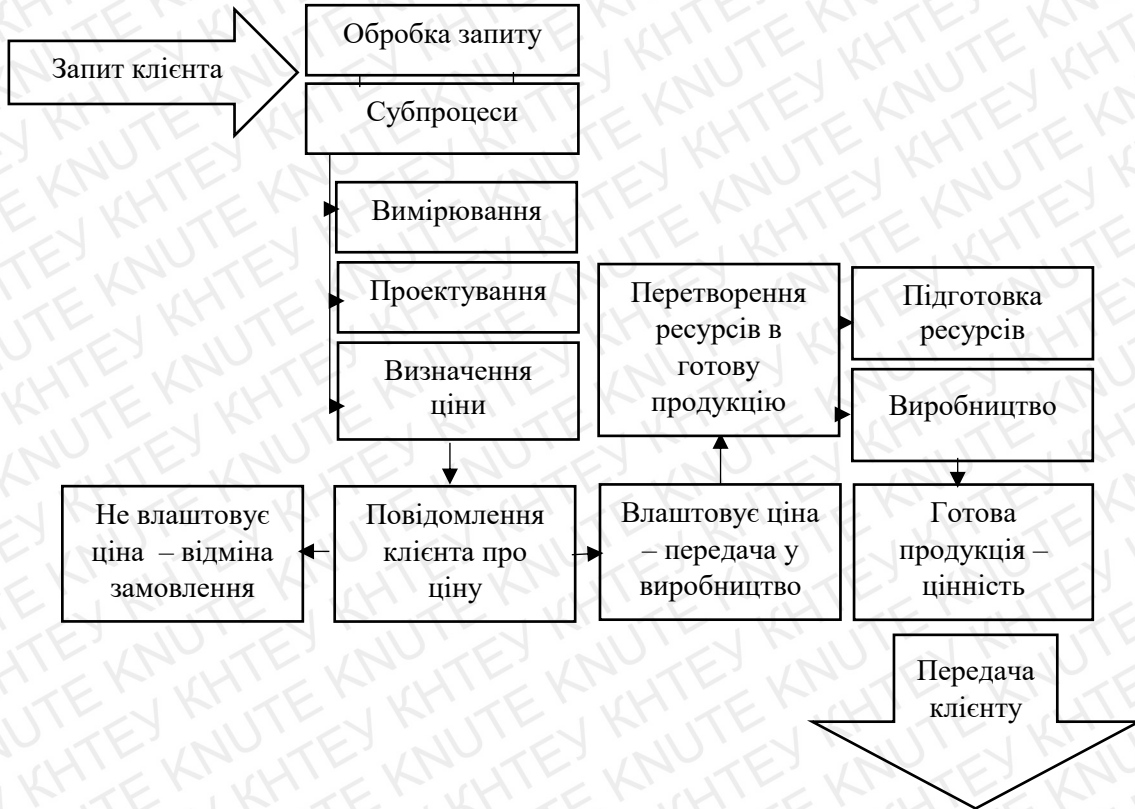 Запит клієнта
Обробка запиту
Субпроцеси
Вимірювання
Проектування
Визначення
ціни
Перетворення
ресурсів в
готову
продукцію
Підготовка
ресурсів
Виробництво
Не влаштовує
ціна – відміна
замовлення
Повідомлення
клієнта про
ціну
Влаштовує ціна
– передача у
виробництво
Готова
продукція –
цінність
Передача
клієнту